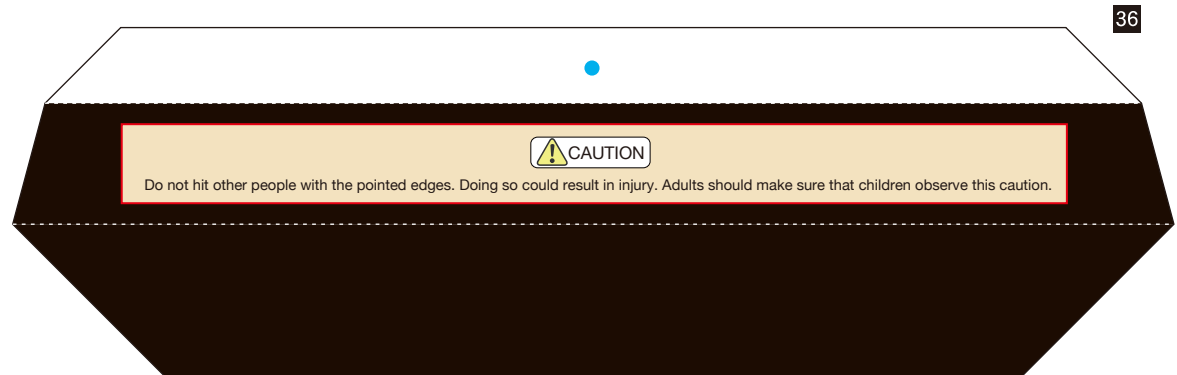 36
CAUTION
Do not hit other people with the pointed edges. Doing so could result in injury. Adults should make sure that children observe this caution.